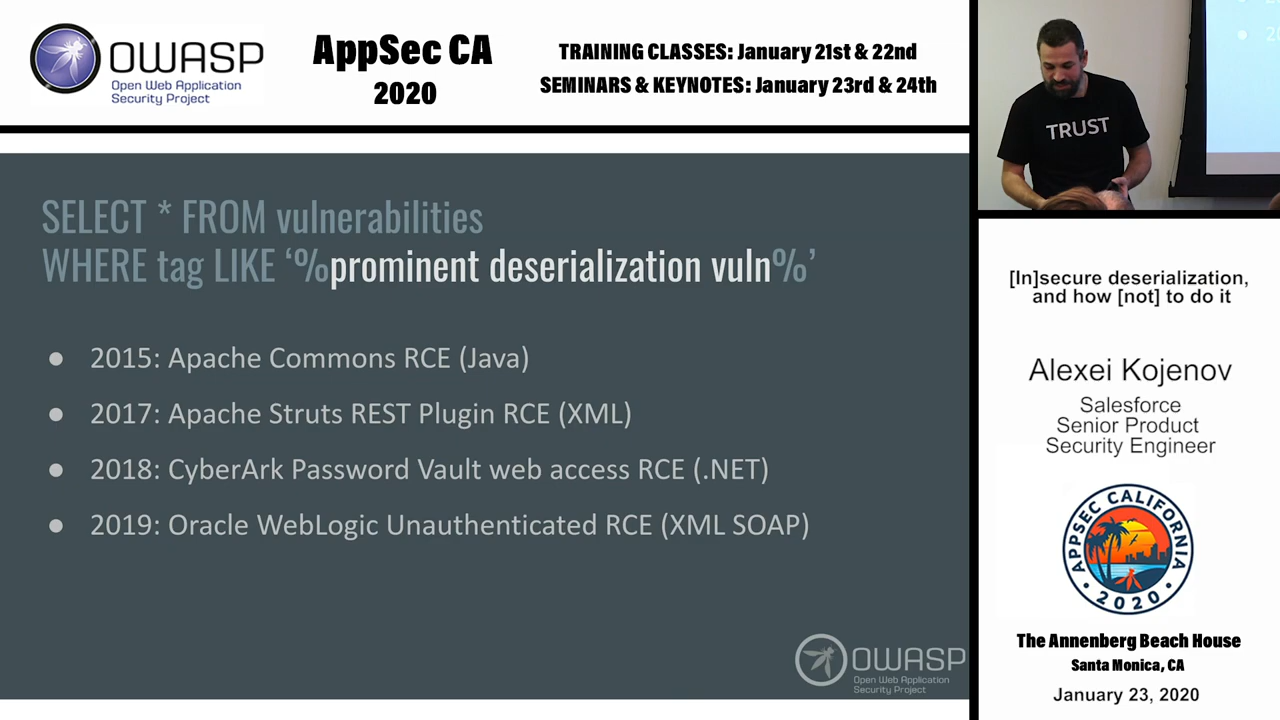 OWASP
Open Web Application
Security Project
AppSec CA
2020
TRAINING CLASSES: January 21st & 22nd
SEMINARS & KEYNOTES: January 23rd & 24th
TRUST
SELECT * FROM vulnerabilities
WHERE tag LIKE ‘%prominent deserialization vuln%’
● 2015: Apache Commons RCE (Java)
● 2017: Apache Struts REST Plugin RCE (XML)
● 2018: CyberArk Password Vault web access RCE (.NET)
● 2019: Oracle WebLogic Unauthenticated RCE (XML SOAP)
OWASP
Open Web Application
Security Project
[In]secure deserialization,
and how [not] to do it
Alexei Kojenov
Salesforce
Senior Product
Security Engineer
APPSEC CALIFORNIA
• 2020 •
The Annenberg Beach House
Santa Monica, CA
January 23, 2020